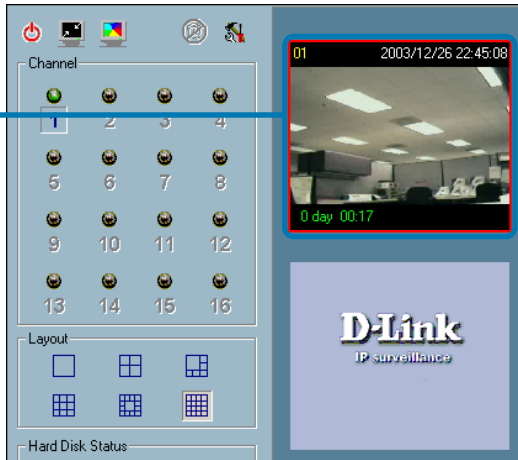 Channel
1 2 3 4
5 6 7 8
9 10 11 12
13 14 15 16
Layout
Hard Disk Status
01 2003/12/26 22:45:08
0 day 00:17
D-Link
IP surveillance